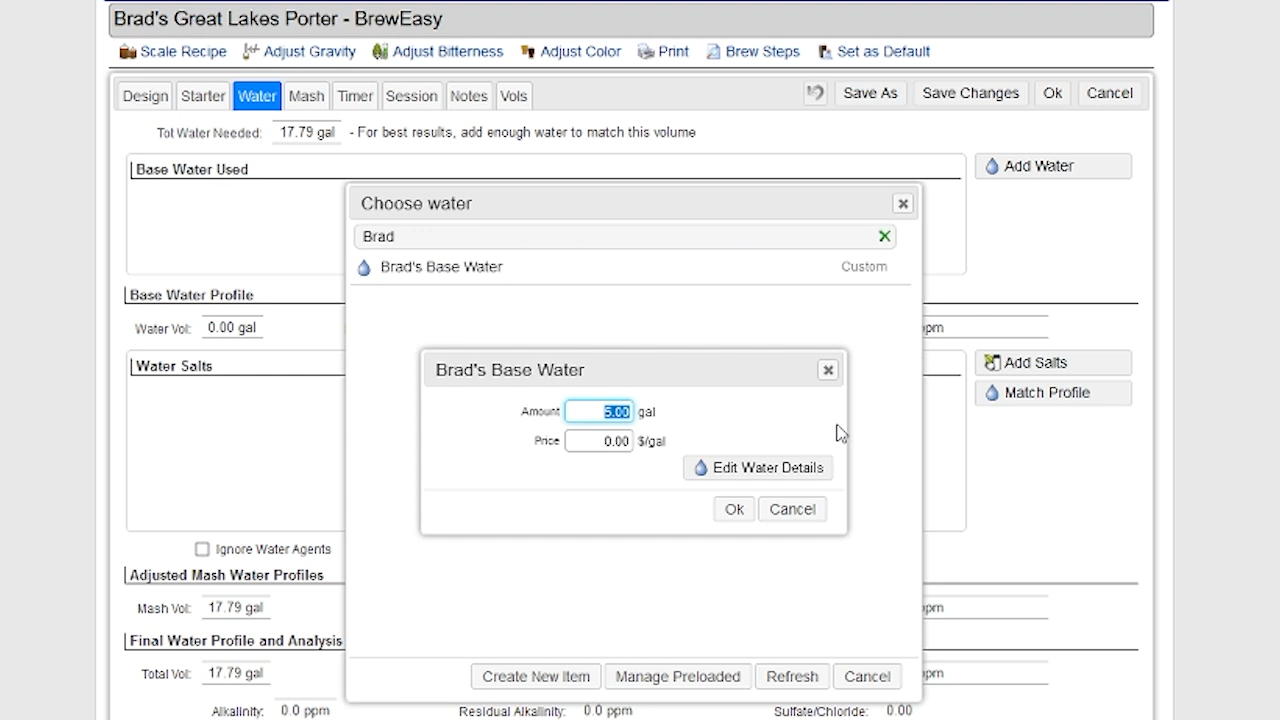 Brad's Great Lakes Porter - BrewEasy
Scale Recipe Adjust Gravity Adjust Bitterness Adjust Color Print Brew Steps Set as Default
Design Starter Water Mash Timer Session Notes Vols Save As Save Changes Ok Cancel
Tot Water Needed: 17.79 gal - For best results, add enough water to match this volume
Base Water Used Add Water
Choose water
Brad
Brad's Base Water Custom
Base Water Profile
Water Vol: 0.00 gal ppm
Water Salts Add Salts
Brad's Base Water
Match Profile
Amount 5.00 gal
Price 0.00 $/gal
Edit Water Details
Ok Cancel
Ignore Water Agents
Adjusted Mash Water Profiles
Mash Vol: 17.79 gal ppm
Final Water Profile and Analysis
Total Vol: 17.79 gal ppm
Create New Item Manage Preloaded Refresh Cancel
Alkalinity: 0.0 ppm Residual Alkalinity: 0.0 ppm Sulfate/Chloride: 0.00